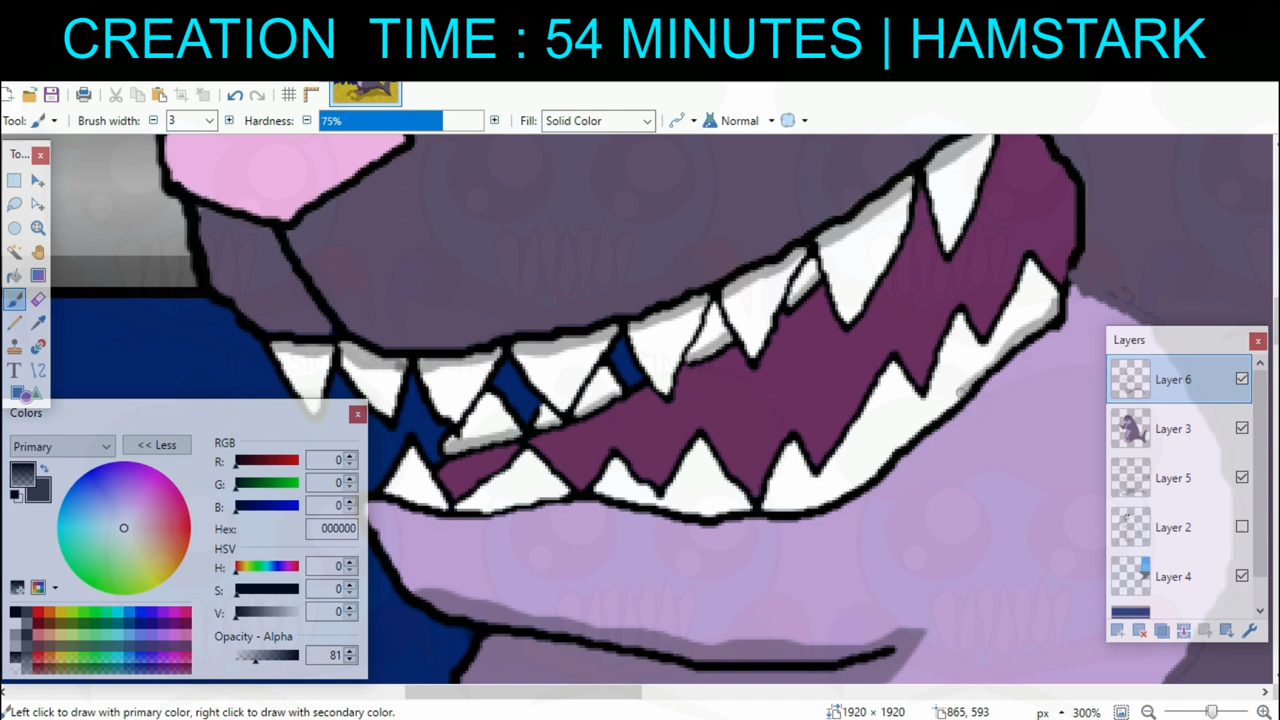 CREATION TIME : 54 MINUTES | HAMSTARK
Tool: Brush width: 3 Hardness: 75% Fill: Solid Color Normal
To...
Layers
Layer 6
Layer 3
Layer 5
Layer 2
Layer 4
Colors
Primary << Less RGB
R: 0
G: 0
B: 0
Hex: 000000
HSV
H: 0
S: 0
V: 0
Opacity - Alpha
81
Left click to draw with primary color, right click to draw with secondary color. 1920 × 1920 865, 593 px 300%